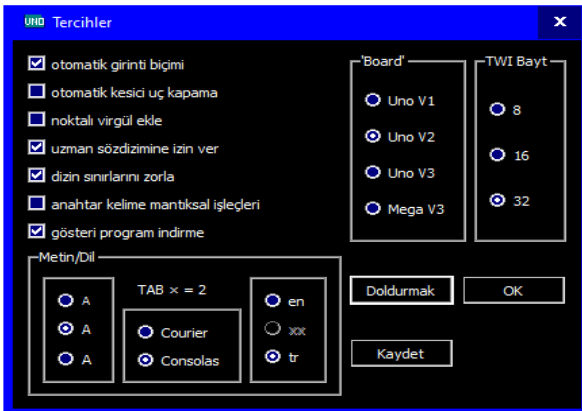 UNO Tercihler x
otomatik girinti biçimi
otomatik kesici uç kapama
noktalı virgül ekle
uzman sözdizimine izin ver
dizin sınırlarını zorla
anahtar kelime mantıksal işleçleri
gösteri program indirme
'Board'
Uno V1
Uno V2
Uno V3
Mega V3
TWI Bayt
8
16
32
Metin/Dil
A
A
A
TAB × = 2
Courier
Consolas
en
xx
tr
Doldurmak
OK
Kaydet